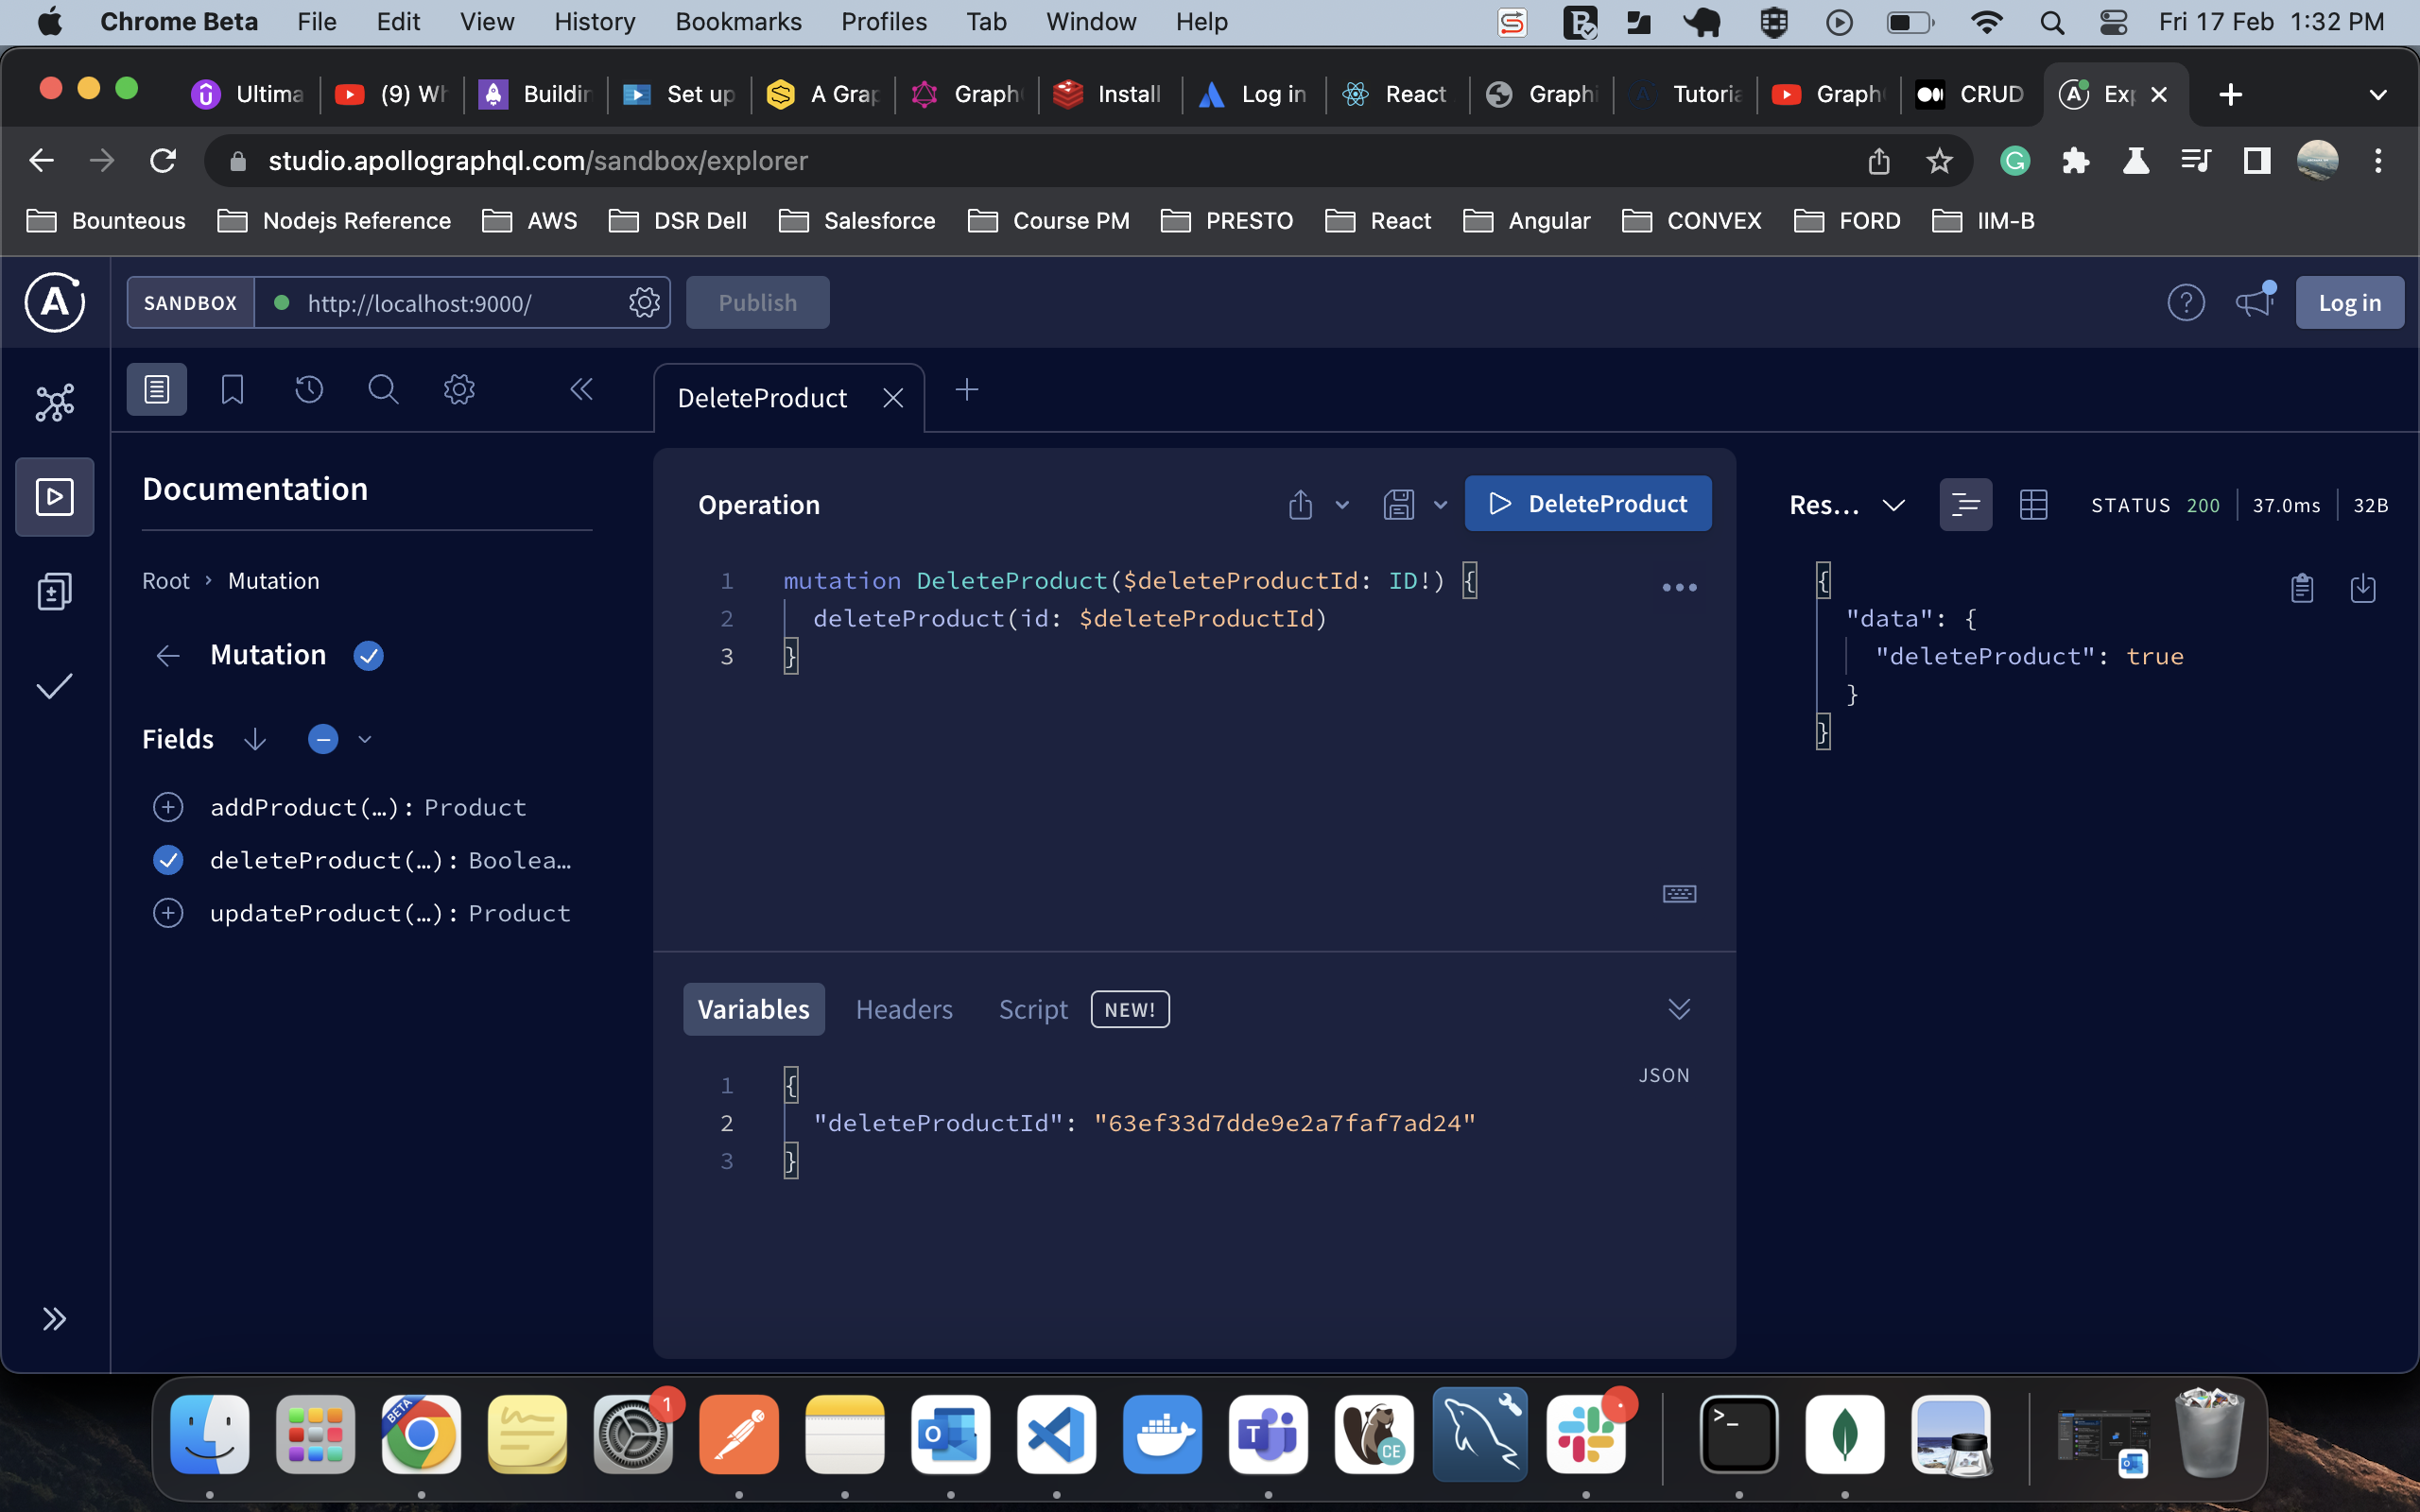 Chrome Beta File Edit View History Bookmarks Profiles Tab Window Help Fri 17 Feb 1:32 PM
Ultima (9) Wh Buildin Set up A Grap Graph Install Log in React Graphi Tutoria Graph CRUD Exp
studio.apollographql.com/sandbox/explorer
Bounteous Nodejs Reference AWS DSR Dell Salesforce Course PM PRESTO React Angular CONVEX FORD IIM-B
SANDBOX http://localhost:9000/ Publish Log in
DeleteProduct
Documentation
Root › Mutation
Mutation
Fields
addProduct(…): Product
deleteProduct(…): Boolea…
updateProduct(…): Product
Operation DeleteProduct
1 mutation DeleteProduct($deleteProductId: ID!) {
2 deleteProduct(id: $deleteProductId)
3 }
Variables Headers Script NEW!
JSON
1 {
2 "deleteProductId": "63ef33d7dde9e2a7faf7ad24"
3 }
Res… STATUS 200 37.0ms 32B
{
"data": {
"deleteProduct": true
}
}
BETA
1
CE